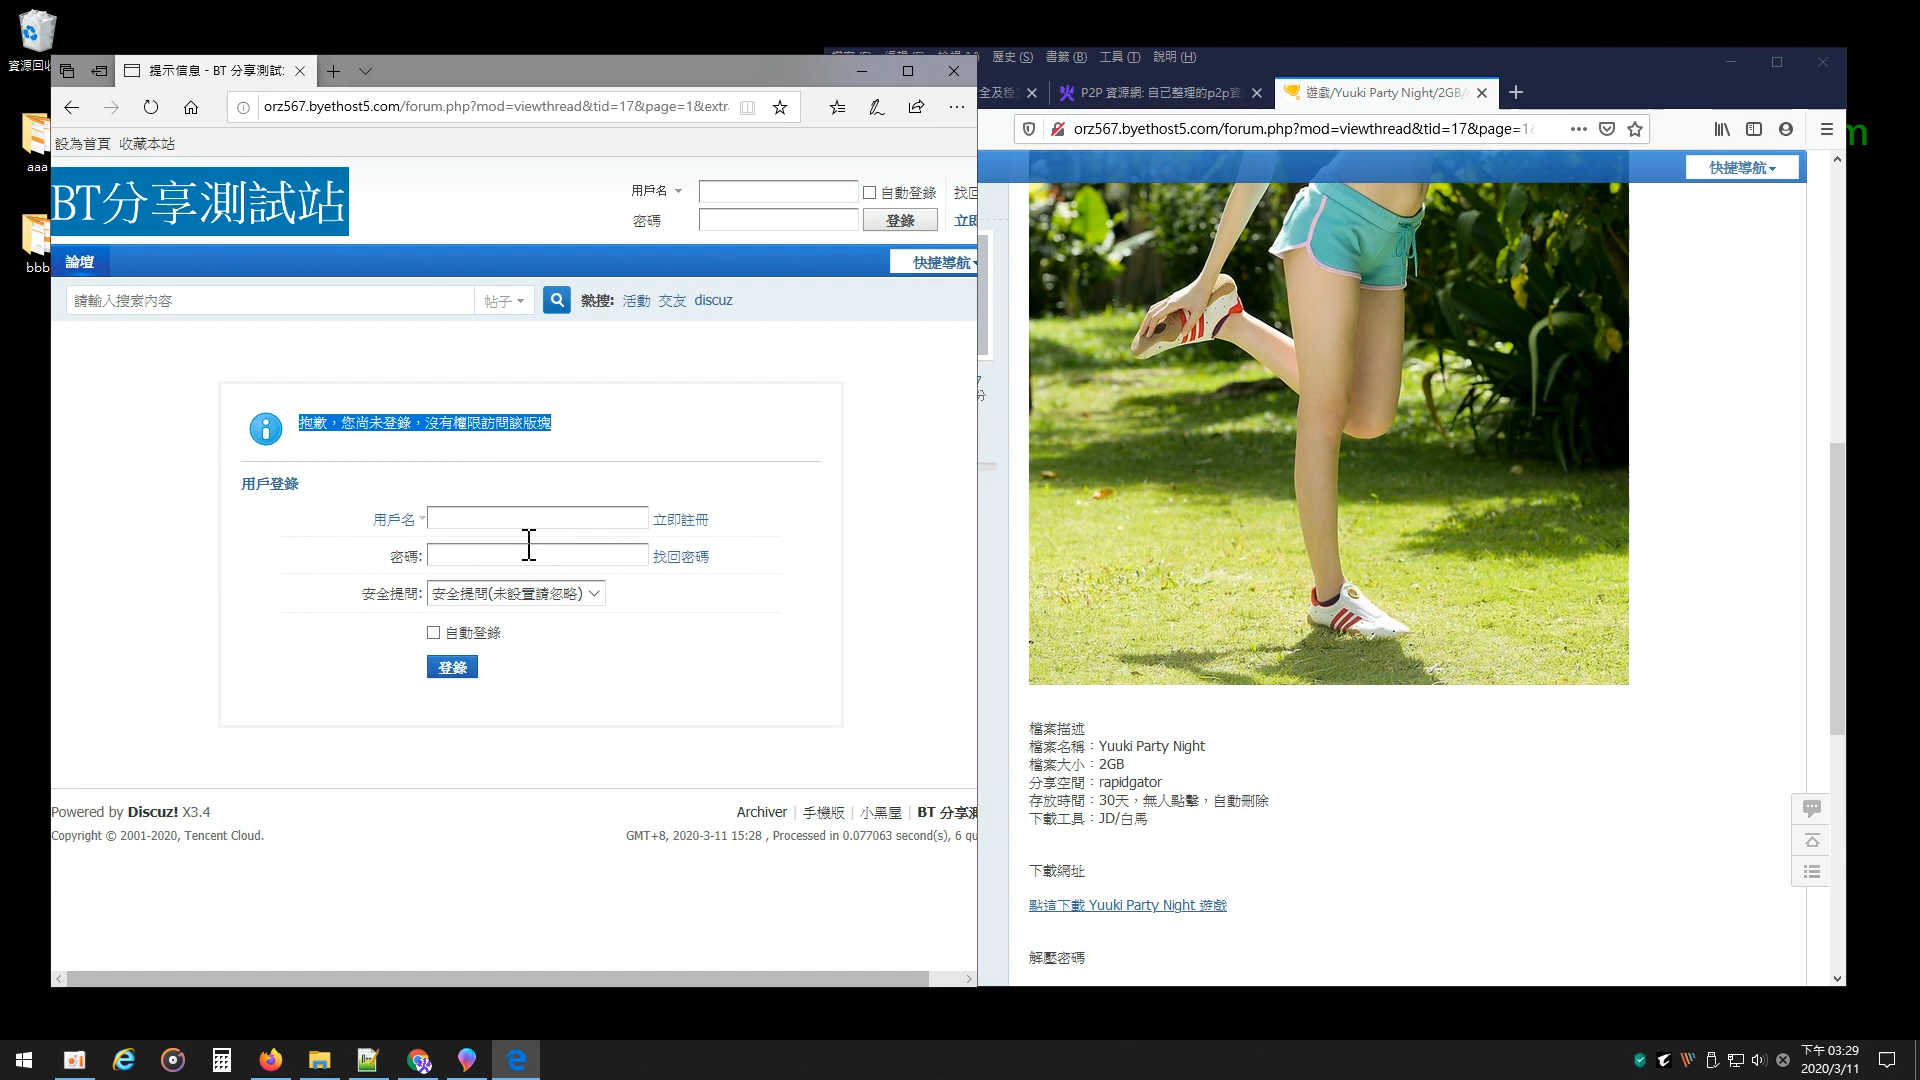 資源回收
aaa
bbb
提示信息 - BT 分享測試
orz567.byethost5.com/forum.php?mod=viewthread&tid=17&page=1&extr
設為首頁 收藏本站
BT分享測試站
用戶名
自動登錄
找回
密碼
登錄
立即
論壇
快捷導航
請輸入搜索內容
帖子
熱搜: 活動 交友 discuz
抱歉，您尚未登錄，沒有權限訪問該版塊
用戶登錄
用戶名
立即註冊
密碼:
找回密碼
安全提問:
安全提問(未設置請忽略)
自動登錄
登錄
Powered by Discuz! X3.4
Archiver | 手機版 | 小黑屋 | BT 分享測
Copyright © 2001-2020, Tencent Cloud.
GMT+8, 2020-3-11 15:28 , Processed in 0.077063 second(s), 6 qu
歷史(S) 書籤(B) 工具(T) 說明(H)
P2P 資源網: 自己整理的p2p資
遊戲/Yuuki Party Night/2GB/
orz567.byethost5.com/forum.php?mod=viewthread&tid=17&page=1
快捷導航
檔案描述
檔案名稱：Yuuki Party Night
檔案大小：2GB
分享空間：rapidgator
存放時間：30天，無人點擊，自動刪除
下載工具：JD/白馬
下載網址
點這下載 Yuuki Party Night 遊戲
解壓密碼
下午 03:29
2020/3/11